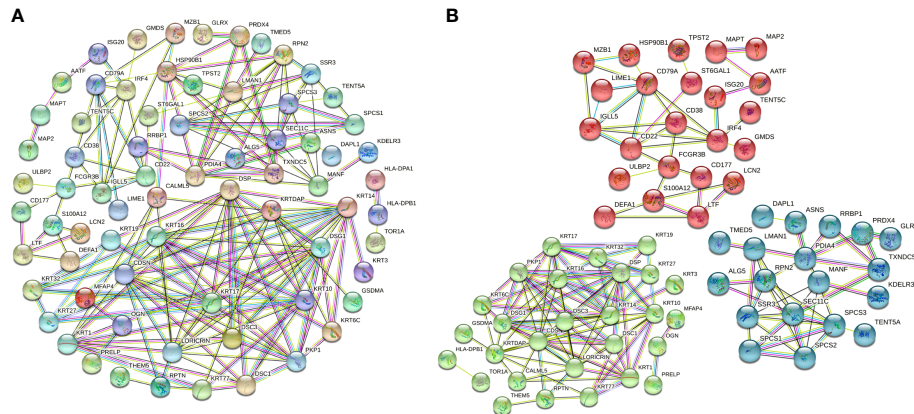 A
B
MZB1
GLRX
PRDX4
GMDS
TMED5
ISG20
RPN2
HSP90B1
SSR3
AATF
CD79A
IRF4
TPST2
LMAN1
TENT5A
MAPT
ST6GAL1
SPCS3
TENT5C
SPCS2
SPCS1
MAP2
RRBP1
SEC11C
ASNS
CD38
ALG5
DAPL1
KDELR3
ULBP2
CD22
PDIA4
TXNDC5
FCGR3B
IGLL5
CALML5
DSP
MANF
HLA-DPA1
CD177
LIME1
KRTDAP
KRT14
S100A12
HLA-DPB1
LCN2
KRT19
KRT16
LTF
DEFA1
DSG1
TOR1A
CDSN
KRT3
KRT32
MFAP4
KRT17
KRT10
GSDMA
KRT27
OGN
KRT6C
KRT1
LORICRIN
DSC3
PKP1
PRELP
THEM5
DSC1
RPTN
KRT77
MZB1
HSP90B1
TPST2
MAPT
MAP2
LIME1
CD79A
ST6GAL1
AATF
ISG20
TENT5C
IGLL5
CD38
CD22
IRF4
GMDS
FCGR3B
ULBP2
CD177
LCN2
S100A12
DEFA1
LTF
DAPL1
ASNS
RRBP1
PRDX4
GLR
TMED5
LMAN1
PDIA4
TXNDC5
ALG5
RPN2
MANF
KDELR3
SSR3
SEC11C
SPCS3
TENT5A
SPCS1
SPCS2
KRT17
KRT19
KRT32
PKP1
KRT16
DSP
KRT27
KRT3
KRT6C
DSG1
DSC3
KRT14
KRT10
MFAP4
GSDMA
CDSN
DSC1
KRTDAP
OGN
HLA-DPB1
LORICRIN
TOR1A
CALML5
KRT1
PRELP
THEM5
RPTN
KRT77